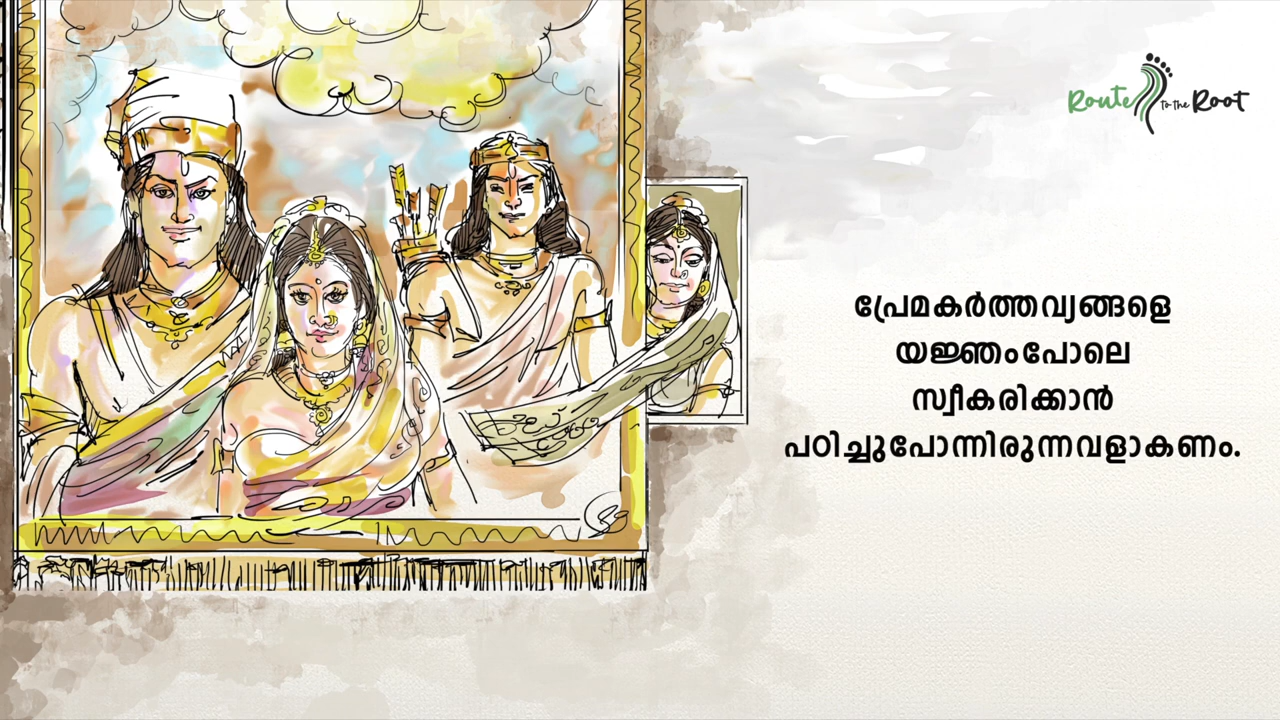 Route to the Root
പ്രേമകർത്തവ്യങ്ങളെ
യജ്ഞംപോലെ
സ്വീകരിക്കാൻ
പഠിച്ചുപോന്നിരുന്നവളാകണം.